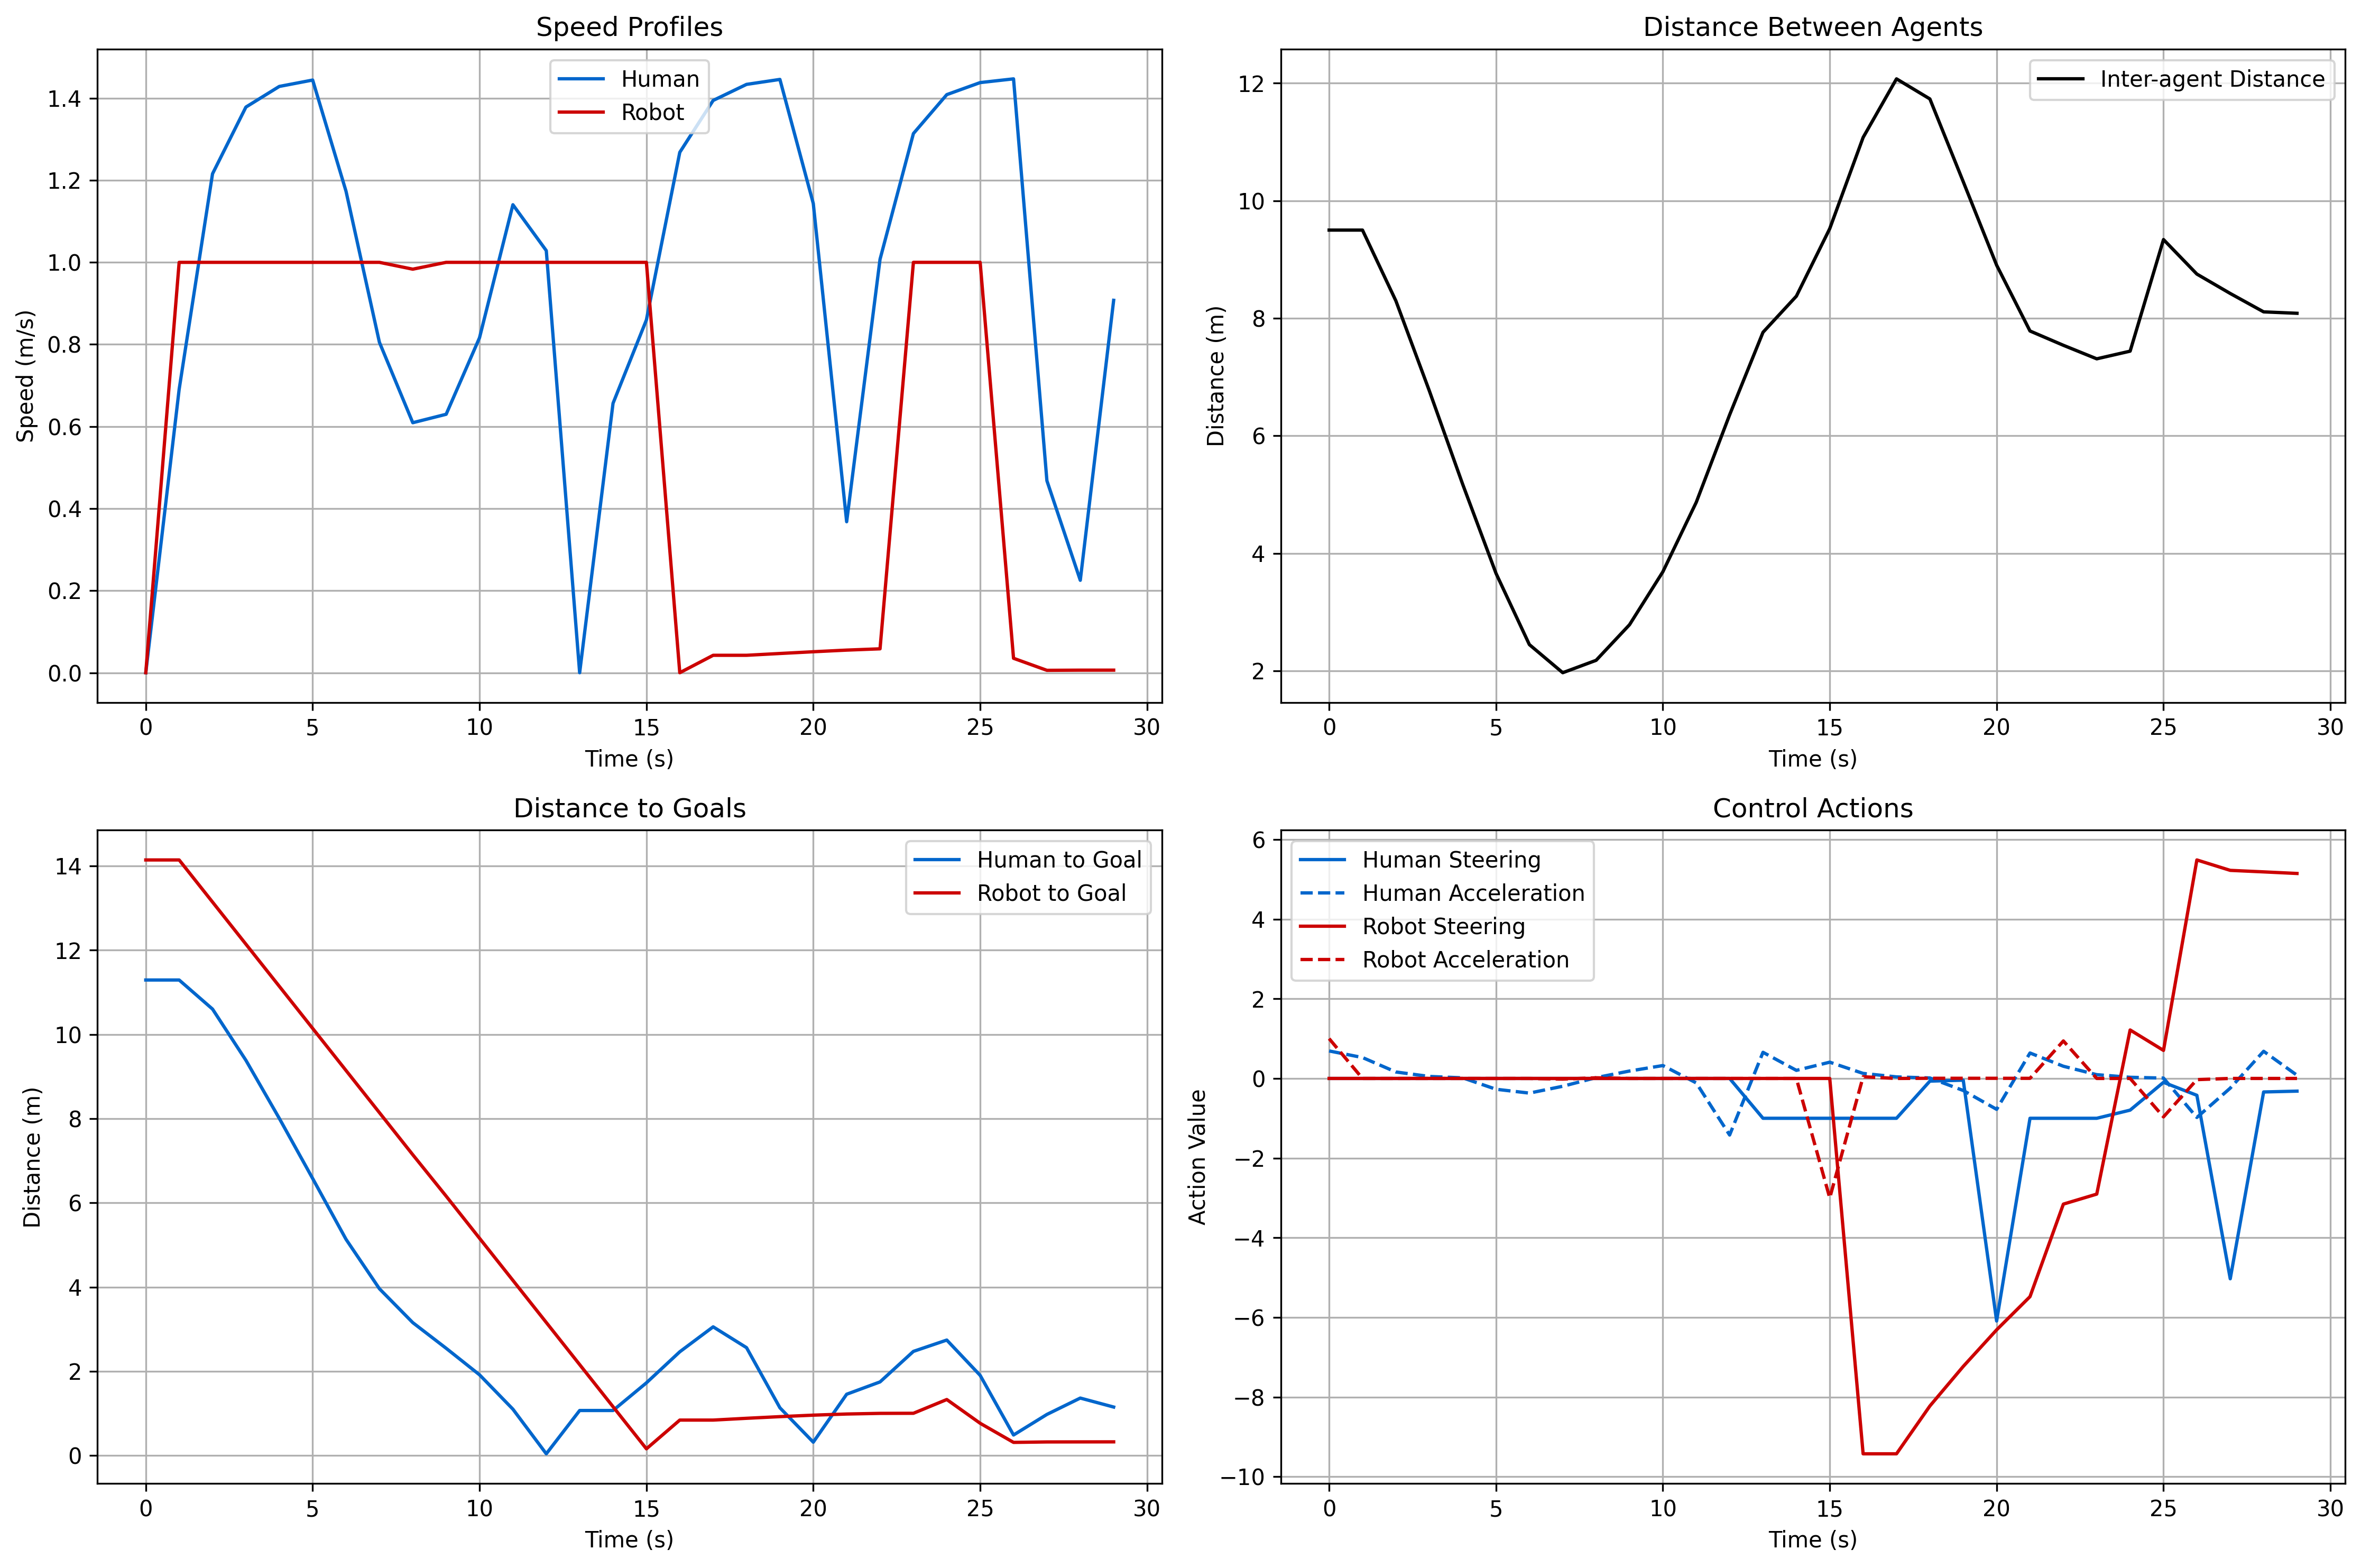 Speed Profiles
Human
Robot
Speed (m/s)
1.4
1.2
1.0
0.8
0.6
0.4
0.2
0.0
0 5 10 15 20 25 30
Time (s)
Distance Between Agents
Inter-agent Distance
Distance (m)
12
10
8
6
4
2
0 5 10 15 20 25 30
Time (s)
Distance to Goals
Human to Goal
Robot to Goal
Distance (m)
14
12
10
8
6
4
2
0
0 5 10 15 20 25 30
Time (s)
Control Actions
Human Steering
Human Acceleration
Robot Steering
Robot Acceleration
Action Value
6
4
2
0
−2
−4
−6
−8
−10
0 5 10 15 20 25 30
Time (s)